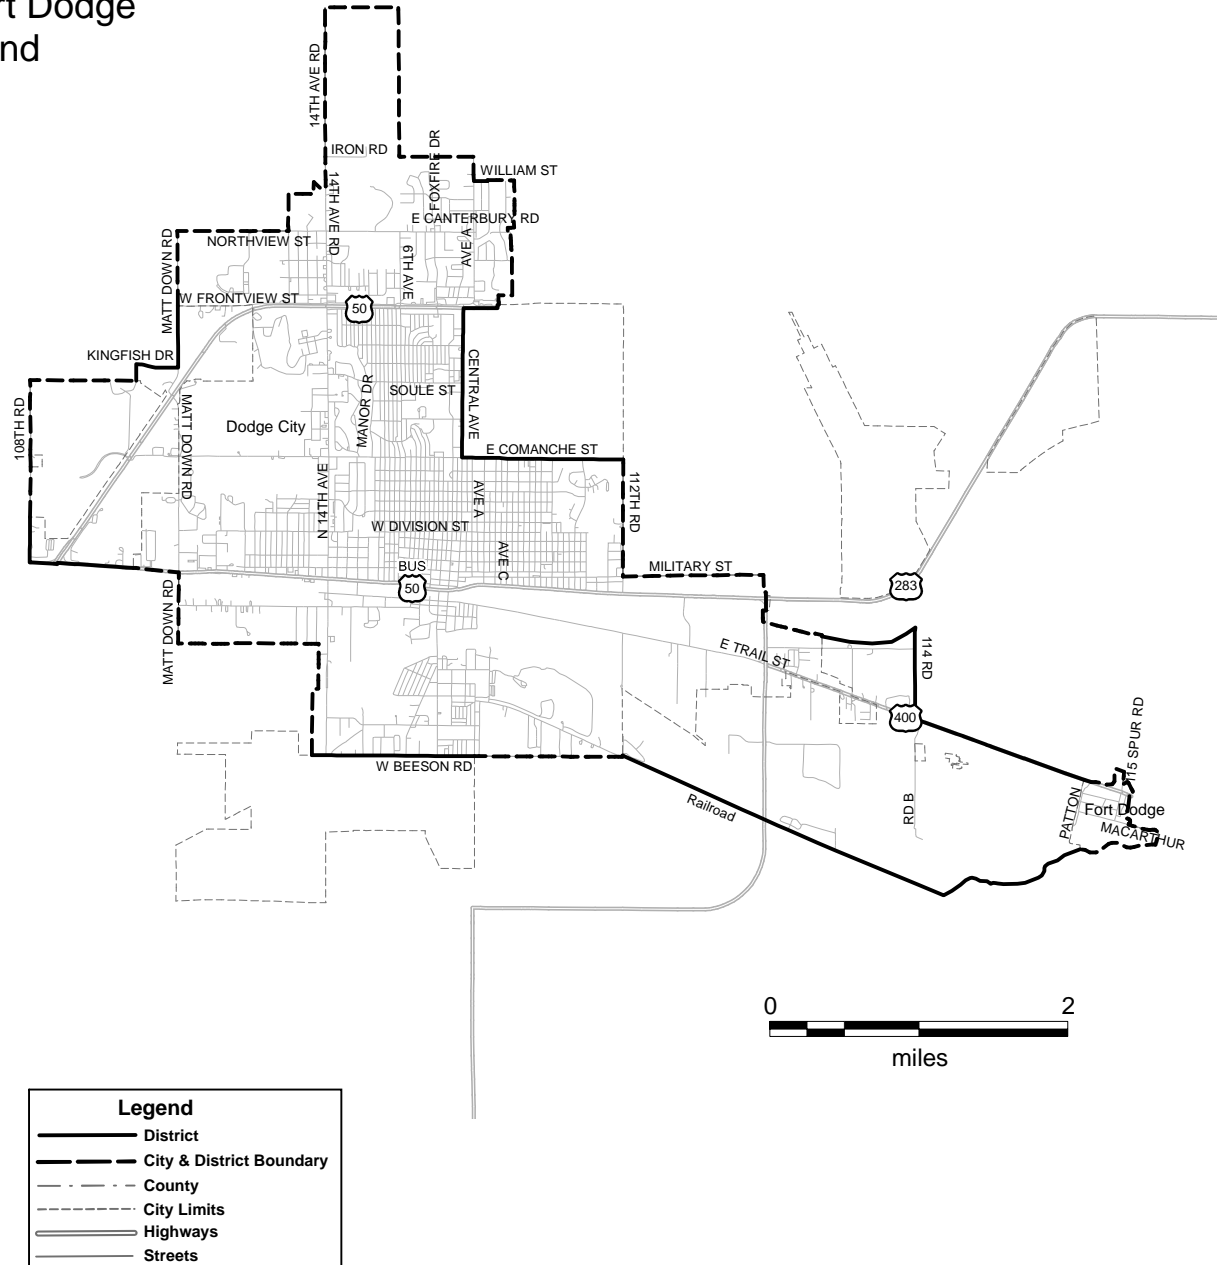 rt Dodge
nd
14TH AVE RD
IRON RD
FOXFIRE DR
WILLIAM ST
14TH AVE RD
E CANTERBURY RD
MATT DOWN RD
NORTHVIEW ST
6TH AVE
AVE A
W FRONTVIEW ST
50
KINGFISH DR
CENTRAL AVE
MANOR DR
SOULE ST
108TH RD
MATT DOWN RD
Dodge City
E COMANCHE ST
N 14TH AVE
AVE A
112TH RD
W DIVISION ST
AVE C
BUS
50
MILITARY ST
283
MATT DOWN RD
E TRAIL ST
114 RD
400
115 SPUR RD
W BEESON RD
Railroad
RD B
PATTON
Fort Dodge
MACARTHUR
0 2
miles
Legend
District
City & District Boundary
County
City Limits
Highways
Streets